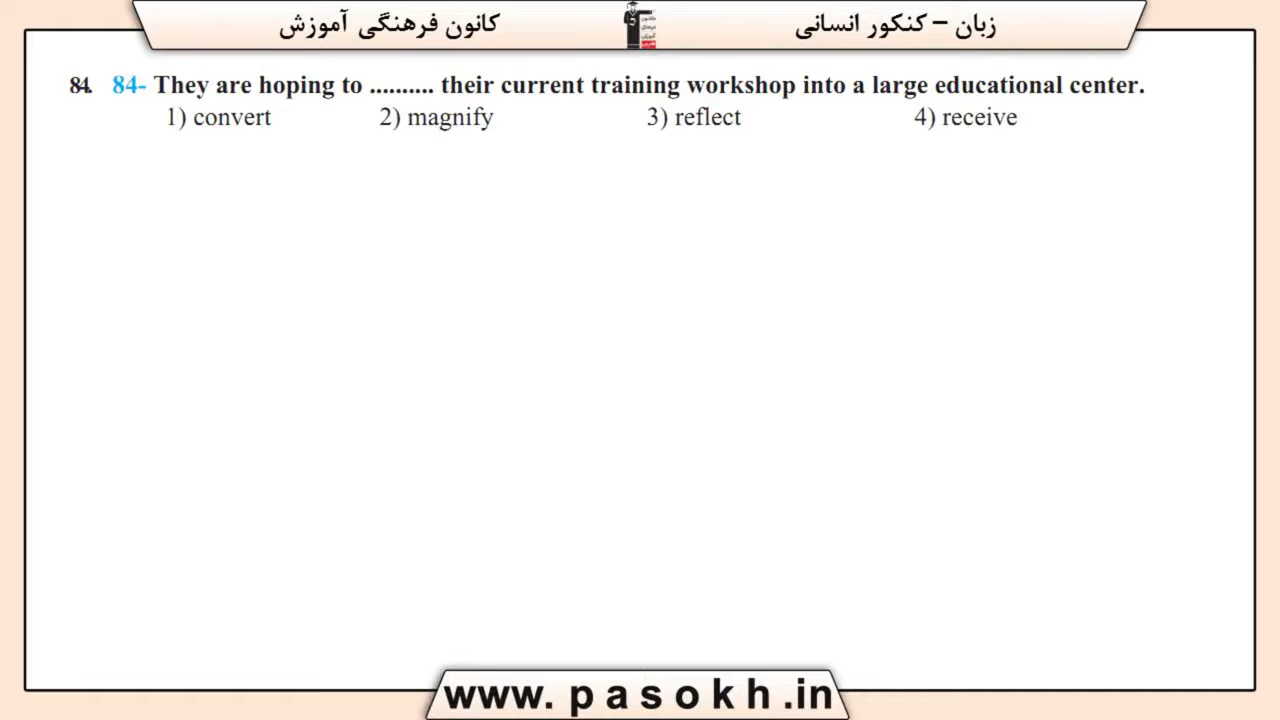 زبان – کنکور انسانی
کانون فرهنگی آموزش
84. 84- They are hoping to .......... their current training workshop into a large educational center.
1) convert 2) magnify 3) reflect 4) receive
www. p a s o k h .in